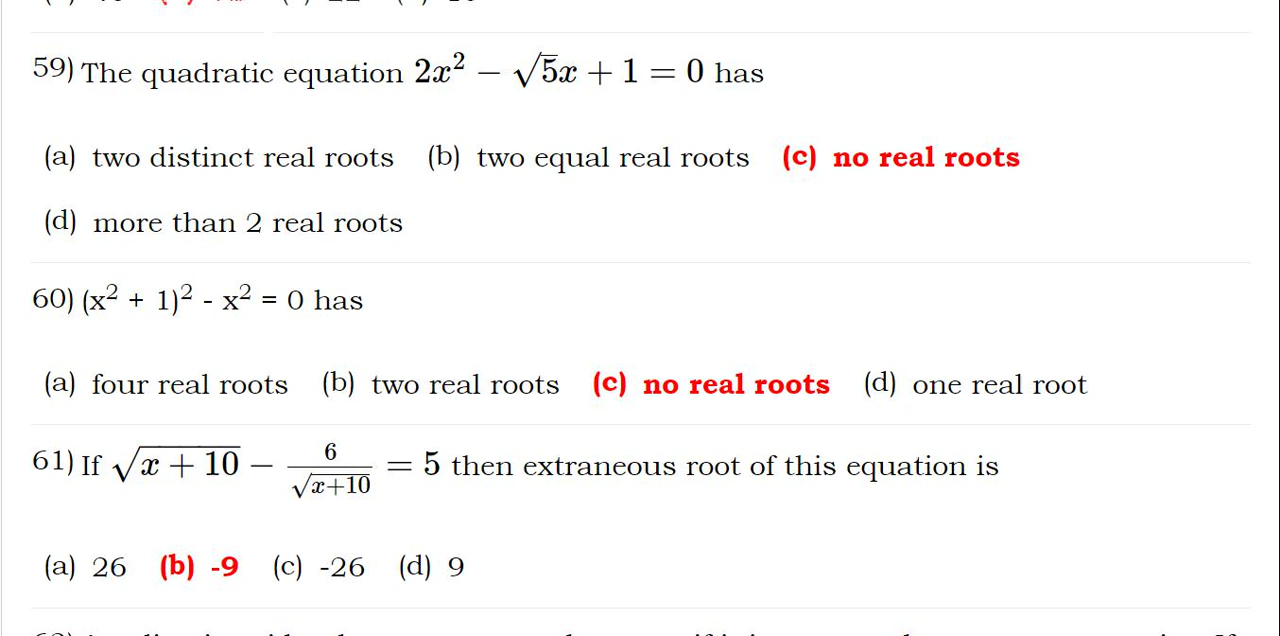 59) The quadratic equation 2x² − √5x + 1 = 0 has
(a) two distinct real roots (b) two equal real roots (c) no real roots
(d) more than 2 real roots
60) (x² + 1)² - x² = 0 has
(a) four real roots (b) two real roots (c) no real roots (d) one real root
61) If √(x + 10) − 6/√(x+10) = 5 then extraneous root of this equation is
(a) 26 (b) -9 (c) -26 (d) 9